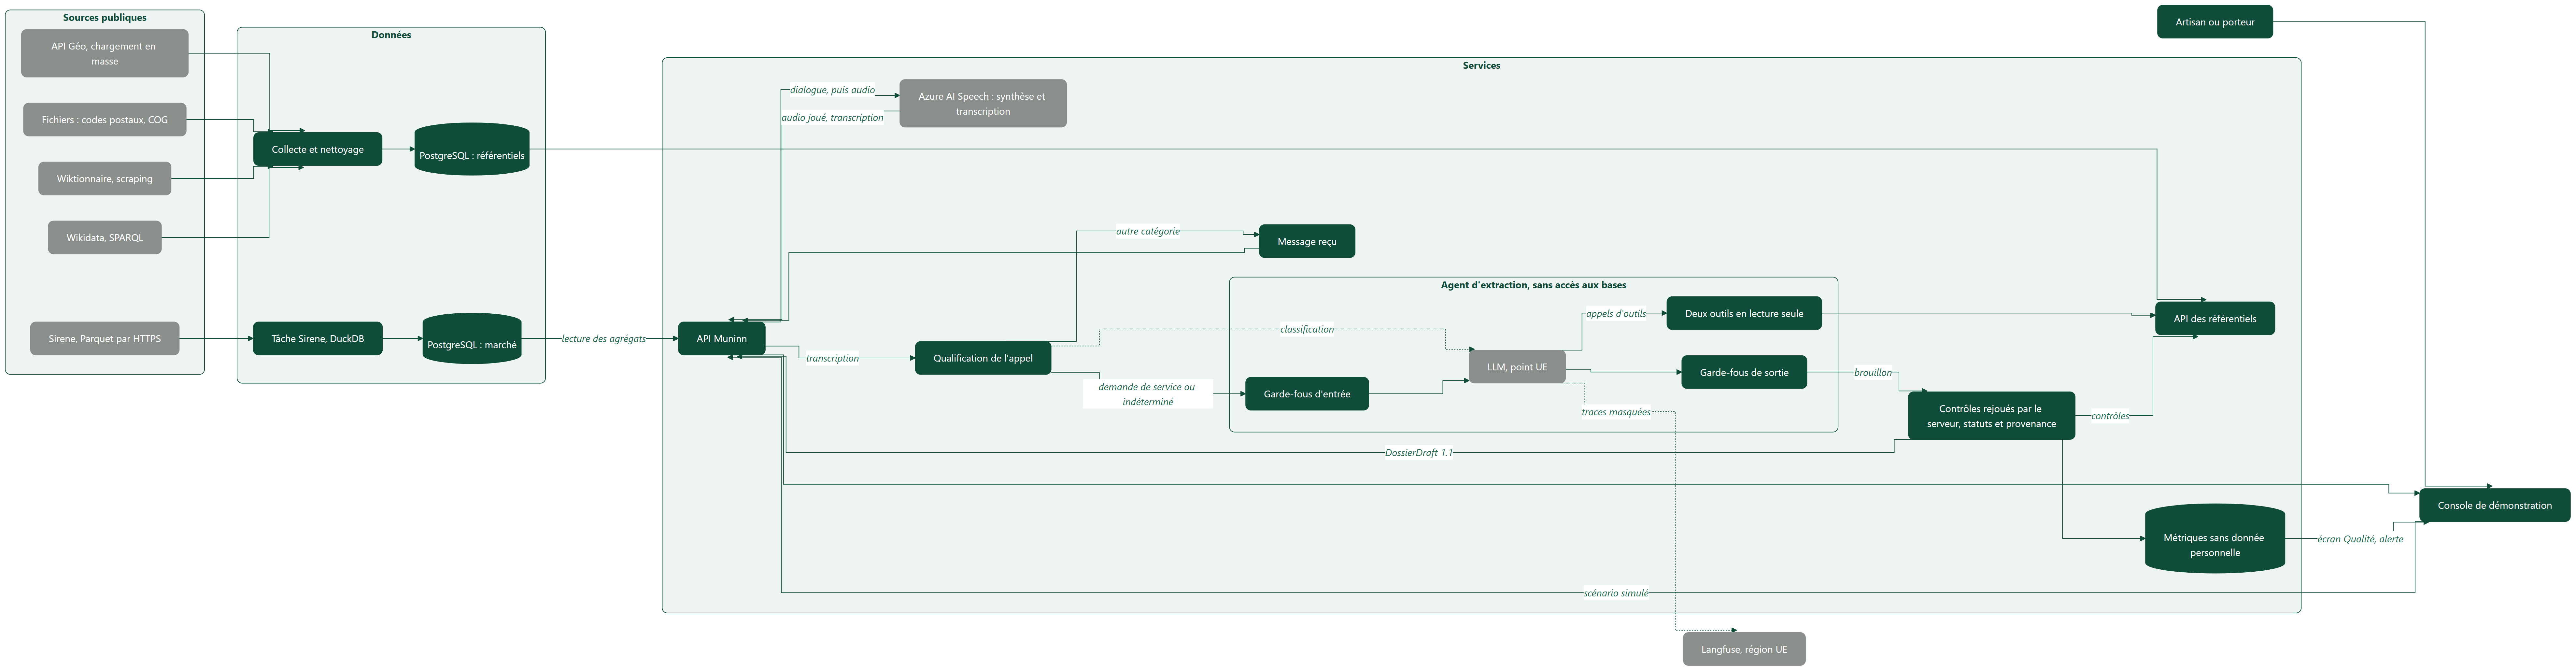 Sources publiques
API Géo, chargement en
masse
Fichiers : codes postaux, COG
Wiktionnaire, scraping
Wikidata, SPARQL
Sirene, Parquet par HTTPS
Données
Collecte et nettoyage
PostgreSQL : référentiels
Tâche Sirene, DuckDB
PostgreSQL : marché
lecture des agrégats
Services
dialogue, puis audio
audio joué, transcription
Azure AI Speech : synthèse et
transcription
API Muninn
transcription
Qualification de l'appel
autre catégorie
Message reçu
classification
demande de service ou
indéterminé
Agent d'extraction, sans accès aux bases
Garde-fous d'entrée
LLM, point UE
appels d'outils
Deux outils en lecture seule
Garde-fous de sortie
traces masquées
brouillon
Contrôles rejoués par le
serveur, statuts et provenance
contrôles
API des référentiels
DossierDraft 1.1
Métriques sans donnée
personnelle
écran Qualité, alerte
scénario simulé
Artisan ou porteur
Console de démonstration
Langfuse, région UE